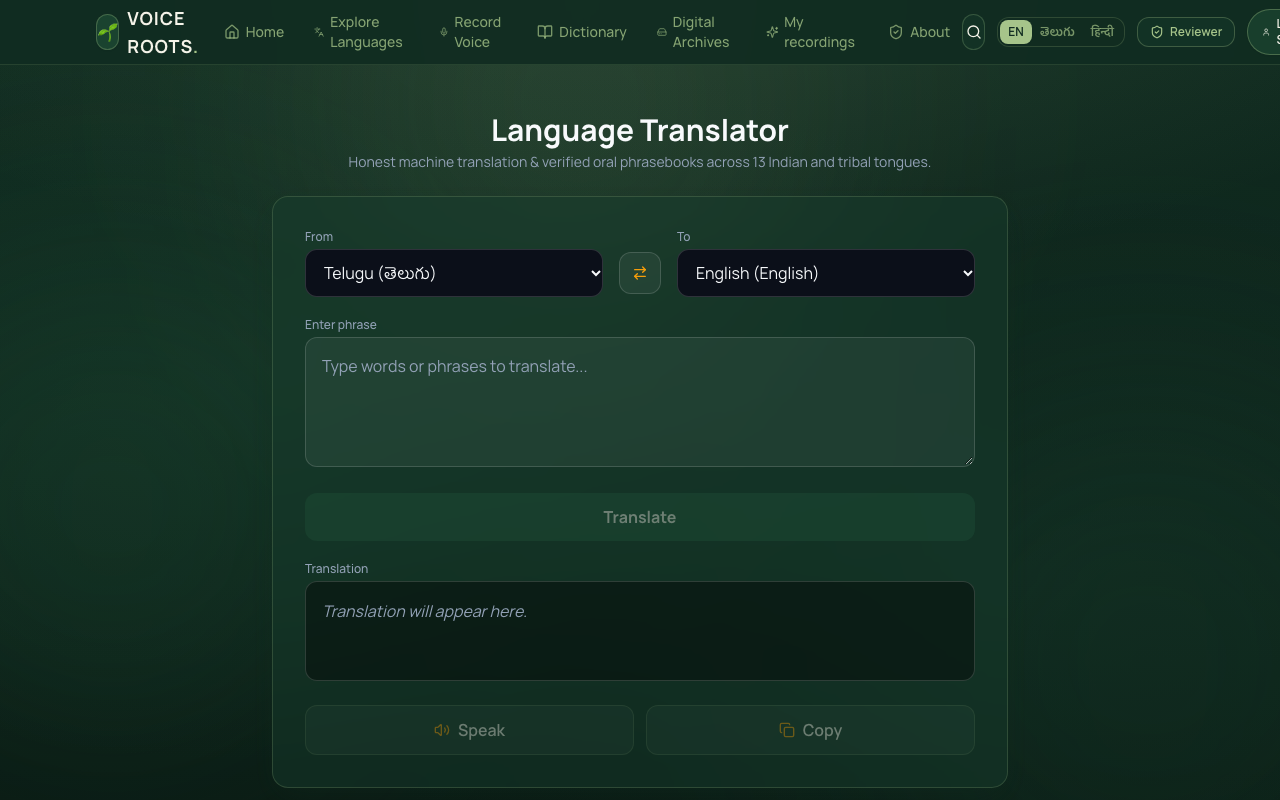 VOICE
ROOTS.
Home
Explore
Languages
Record
Voice
Dictionary
Digital
Archives
My
recordings
About
EN తెలుగు हिन्दी
Reviewer
Language Translator
Honest machine translation & verified oral phrasebooks across 13 Indian and tribal tongues.
From
To
Telugu (తెలుగు)
English (English)
Enter phrase
Type words or phrases to translate...
Translate
Translation
Translation will appear here.
Speak
Copy